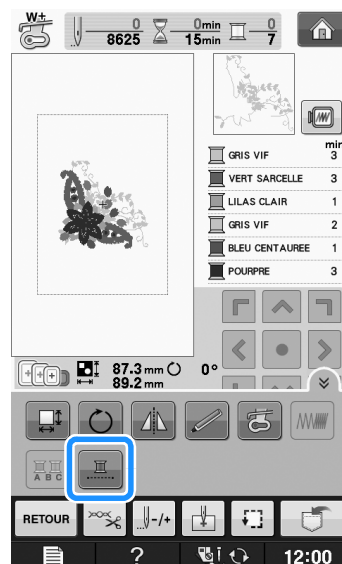 W+
0 0min 0
8625 15min 7
min
GRIS VIF 3
VERT SARCELLE 3
LILAS CLAIR 1
GRIS VIF 2
BLEU CENTAUREE 1
POURPRE 3
87.3 mm 0°
89.2 mm
A B C
RETOUR -/+
? 12:00